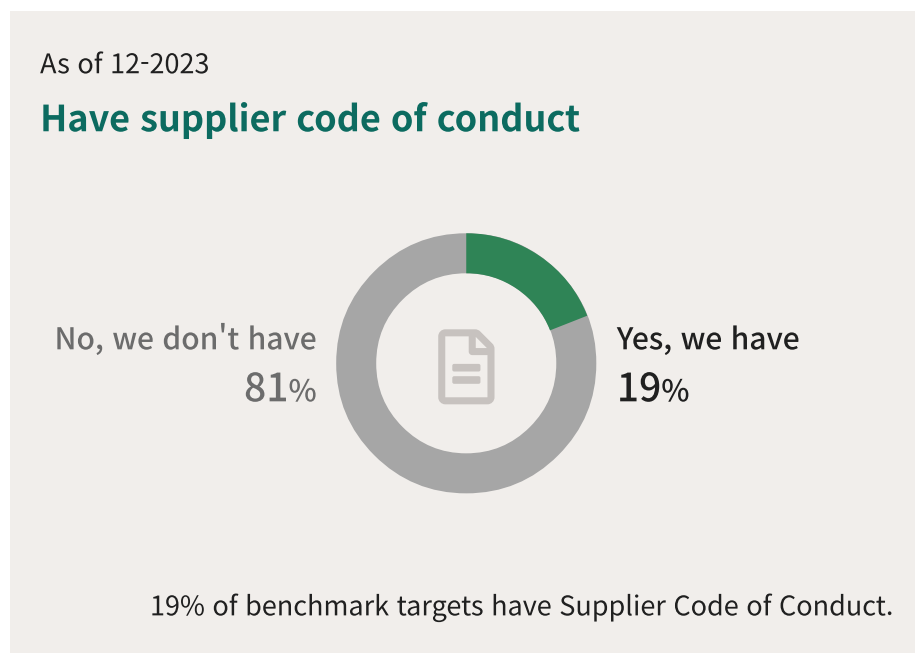 As of 12-2023
Have supplier code of conduct
No, we don't have
81%
Yes, we have
19%
19% of benchmark targets have Supplier Code of Conduct.